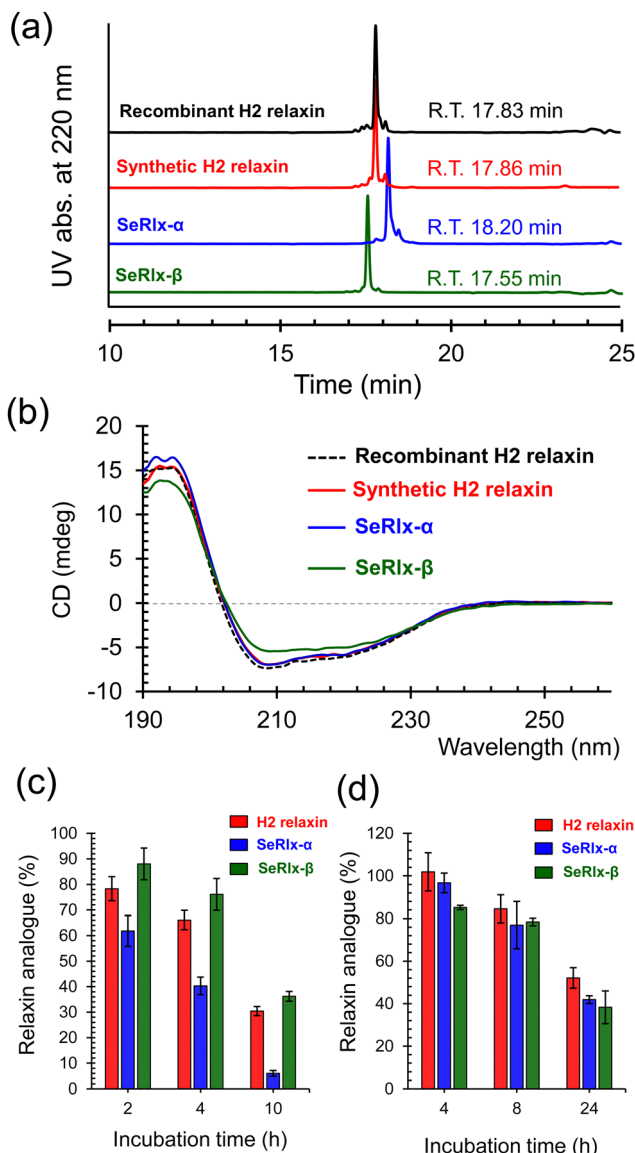 (a)
UV abs. at 220 nm
Recombinant H2 relaxin R.T. 17.83 min
Synthetic H2 relaxin R.T. 17.86 min
SeRlx-α R.T. 18.20 min
SeRlx-β R.T. 17.55 min
10 15 20 25
Time (min)
(b)
CD (mdeg)
20
15
10
5
0
-5
-10
Recombinant H2 relaxin
Synthetic H2 relaxin
SeRlx-α
SeRlx-β
190 210 230 250
Wavelength (nm)
(c)
Relaxin analogue (%)
100
90
80
70
60
50
40
30
20
10
0
H2 relaxin
SeRlx-α
SeRlx-β
2 4 10
Incubation time (h)
(d)
Relaxin analogue (%)
120
100
80
60
40
20
0
H2 relaxin
SeRlx-α
SeRlx-β
4 8 24
Incubation time (h)